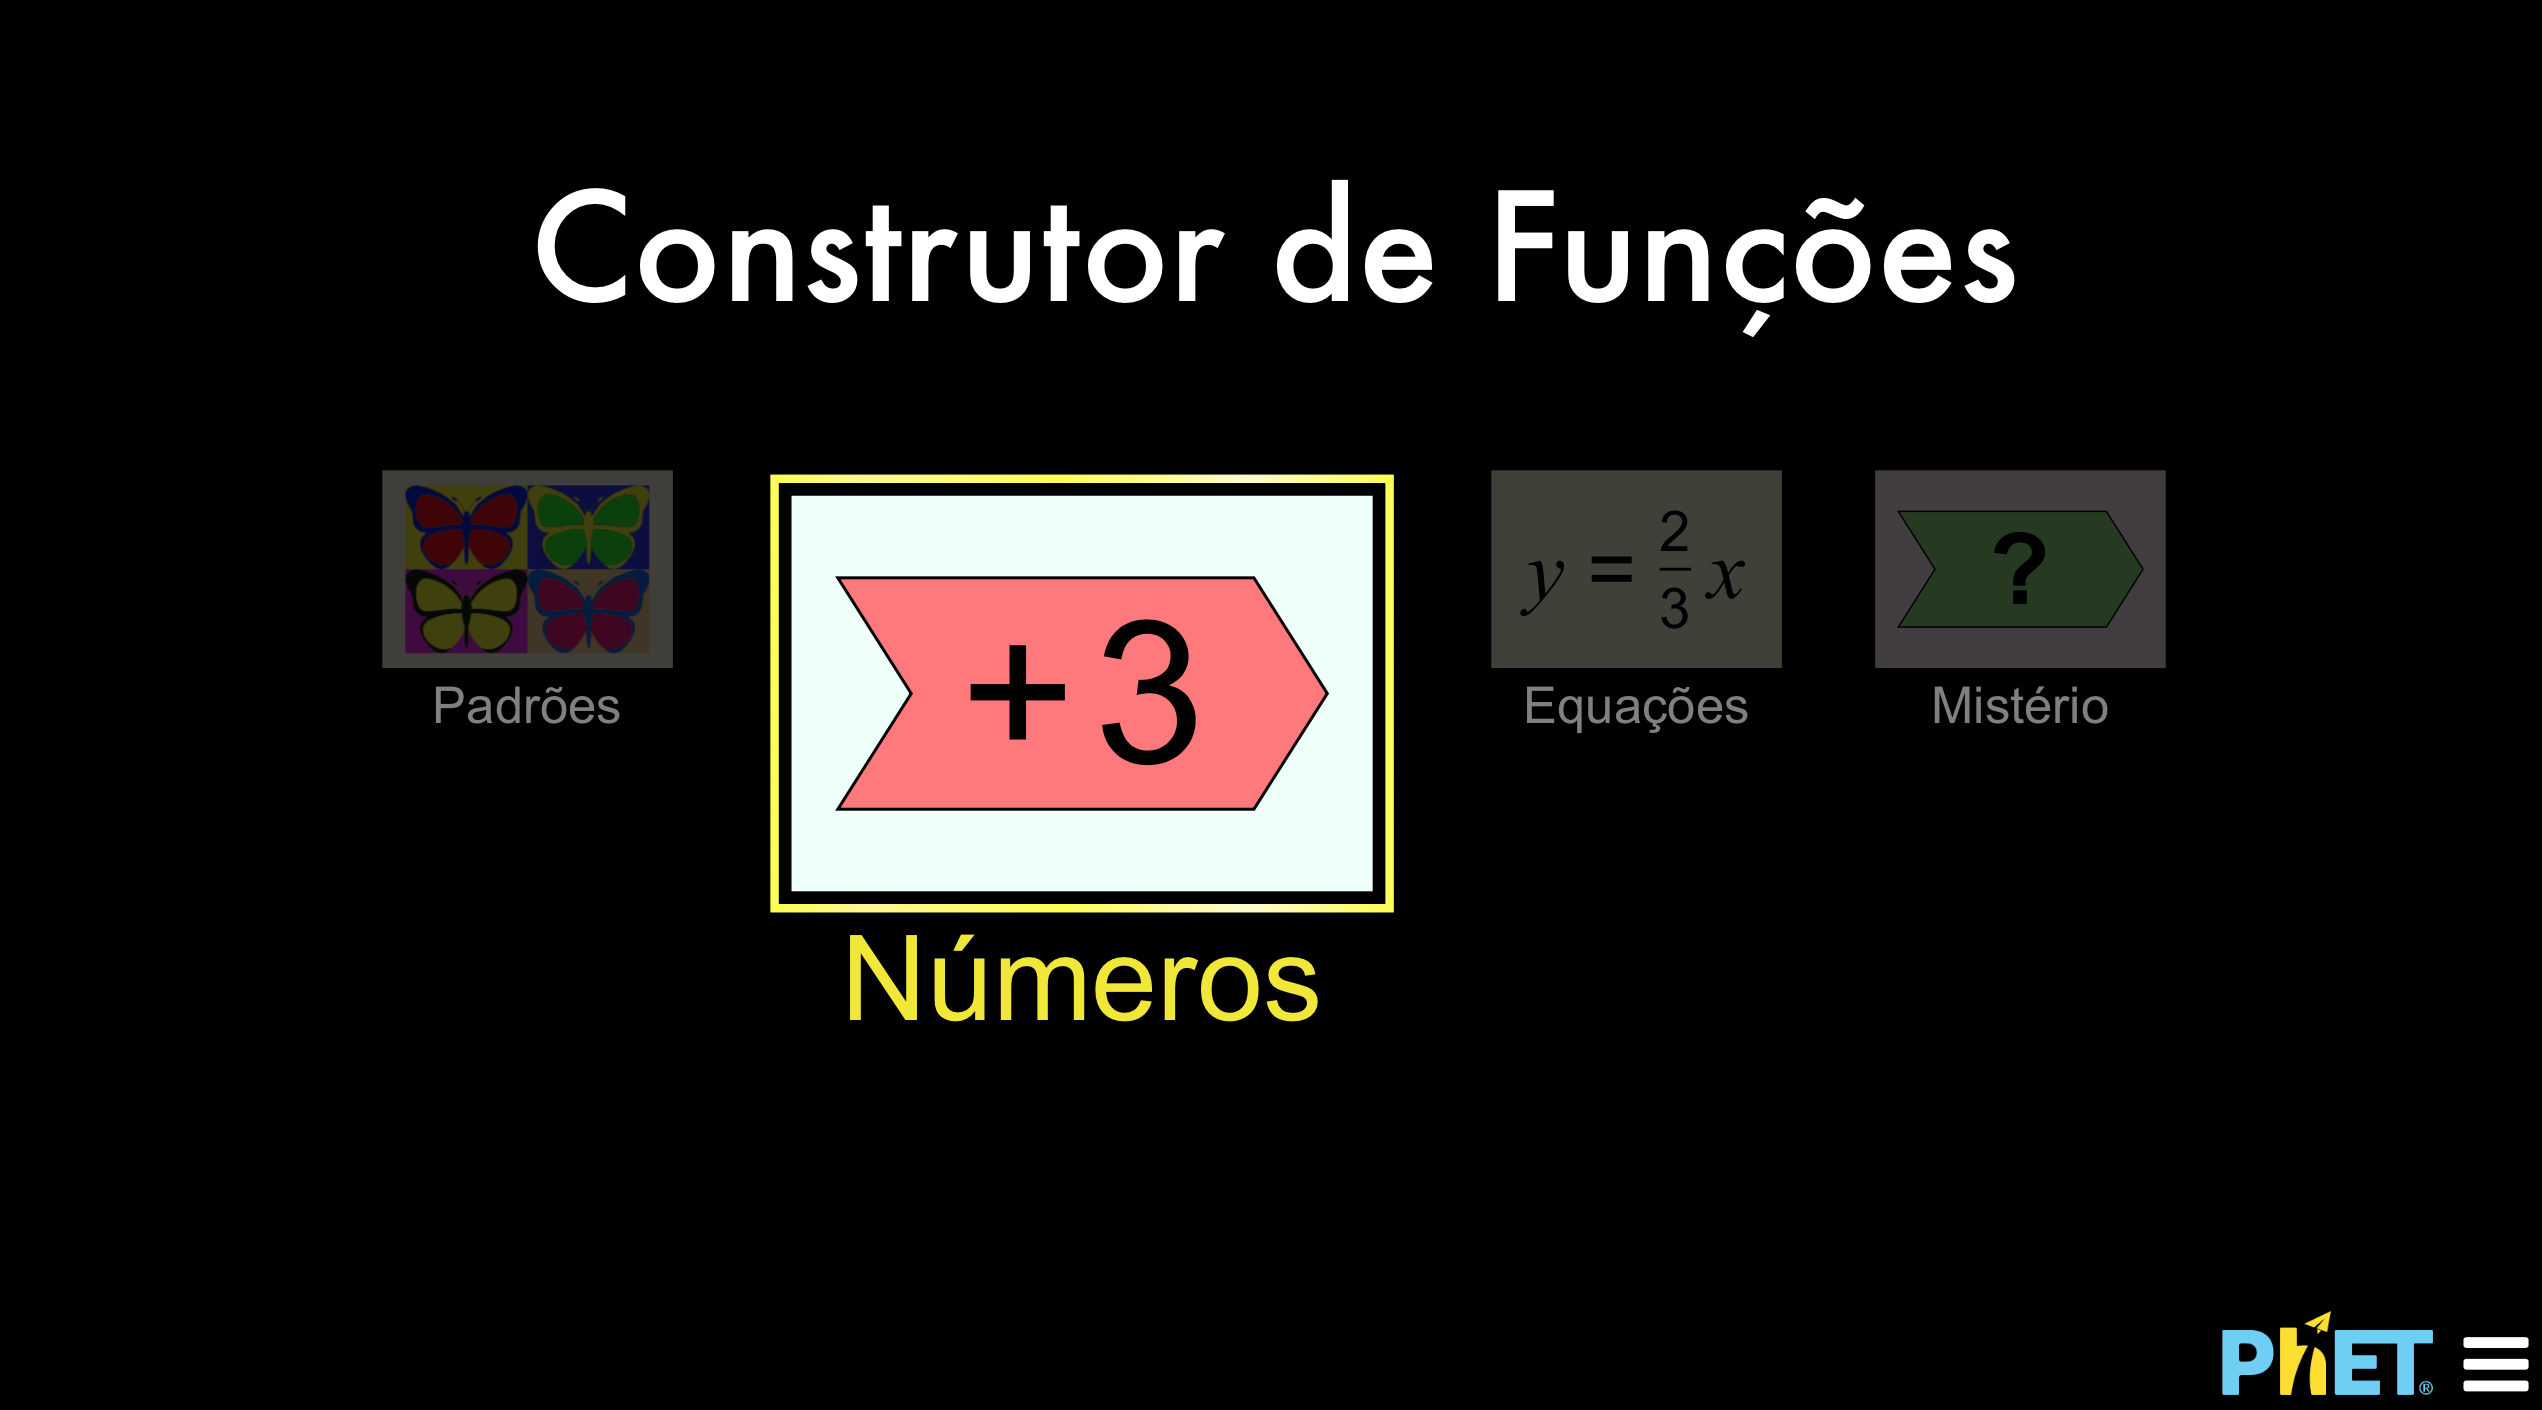 Construtor de Funções
Padrões
+ 3
Números
y = 2/3 x
Equações
?
Mistério
PhET®